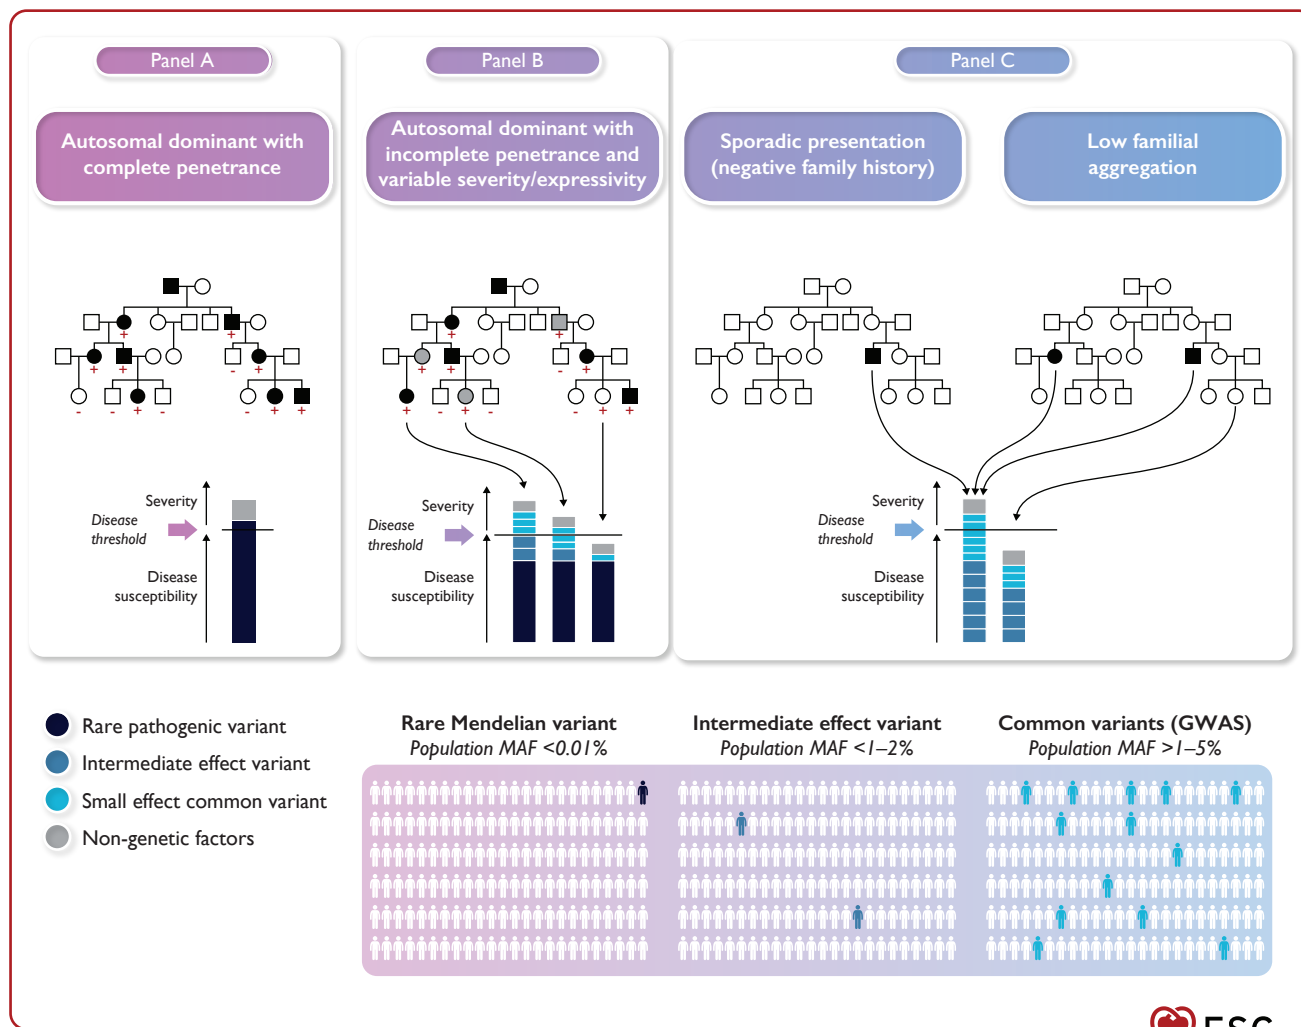 Panel A
Panel B
Panel C
Autosomal dominant with
complete penetrance
Autosomal dominant with
incomplete penetrance and
variable severity/expressivity
Sporadic presentation
(negative family history)
Low familial
aggregation
+ +
+ + - +
- - + - - + +
+
+ - +
+ - + - - + +
Severity
Disease
threshold
Disease
susceptibility
Severity
Disease
threshold
Disease
susceptibility
Severity
Disease
threshold
Disease
susceptibility
Rare pathogenic variant
Intermediate effect variant
Small effect common variant
Non-genetic factors
Rare Mendelian variant
Population MAF <0.01%
Intermediate effect variant
Population MAF <1–2%
Common variants (GWAS)
Population MAF >1–5%
ESC